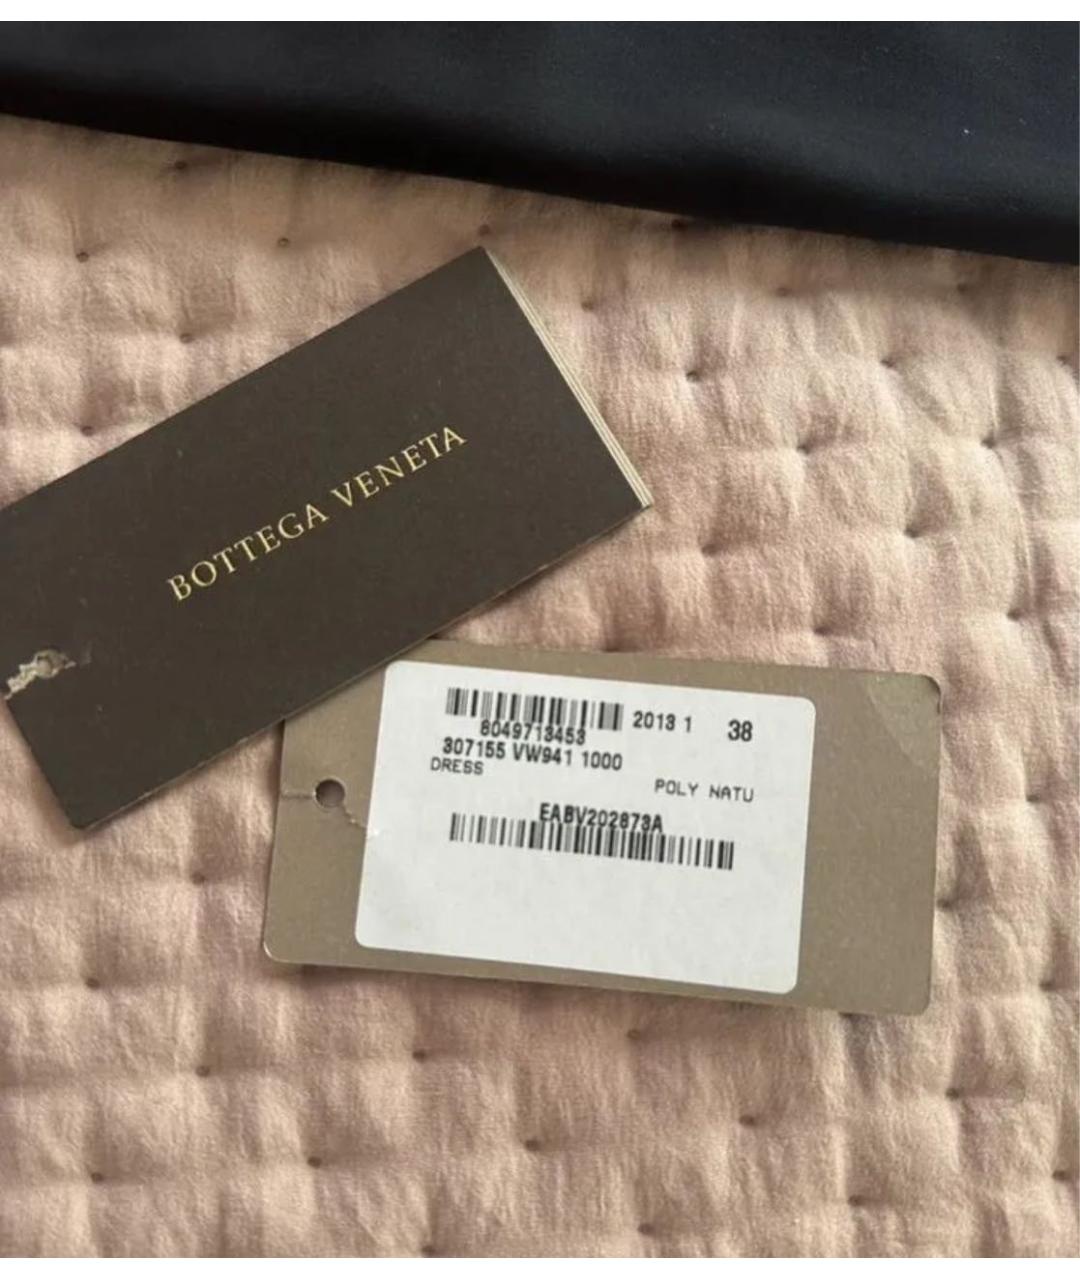 BOTTEGA VENETA
2013 1 38
8049713453
307155 VW941 1000
DRESS
POLY NATU
EABV202873A